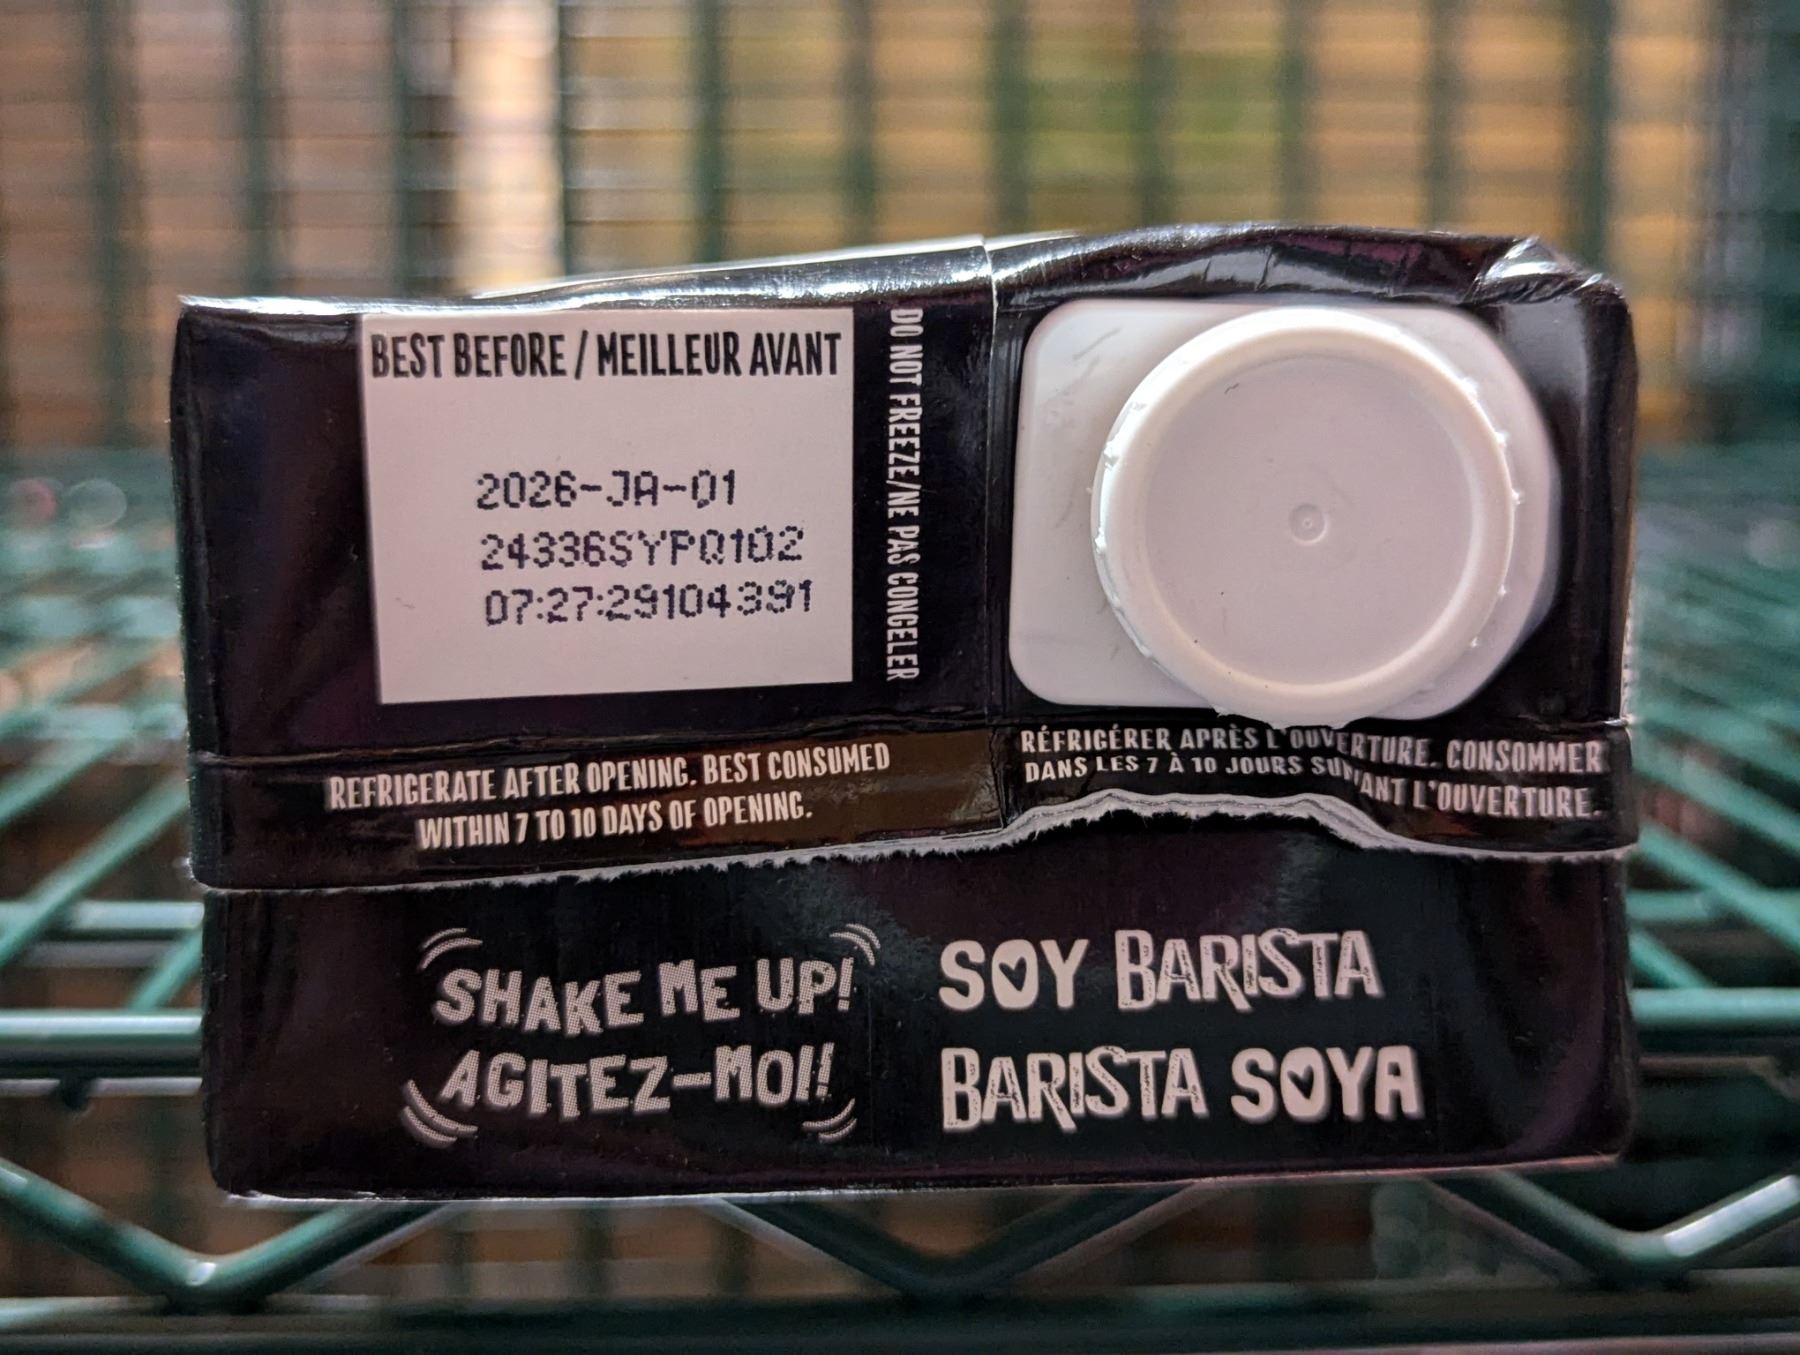 BEST BEFORE / MEILLEUR AVANT
2026-JA-01
24336SYPQ102
07:27:29104391
DO NOT FREEZE/NE PAS CONGELER
REFRIGERATE AFTER OPENING. BEST CONSUMED
WITHIN 7 TO 10 DAYS OF OPENING.
RÉFRIGÉRER APRÈS L'OUVERTURE. CONSOMMER
DANS LES 7 À 10 JOURS SUIVANT L'OUVERTURE.
SHAKE ME UP!
AGITEZ-MOI!
SOY BARISTA
BARISTA SOYA